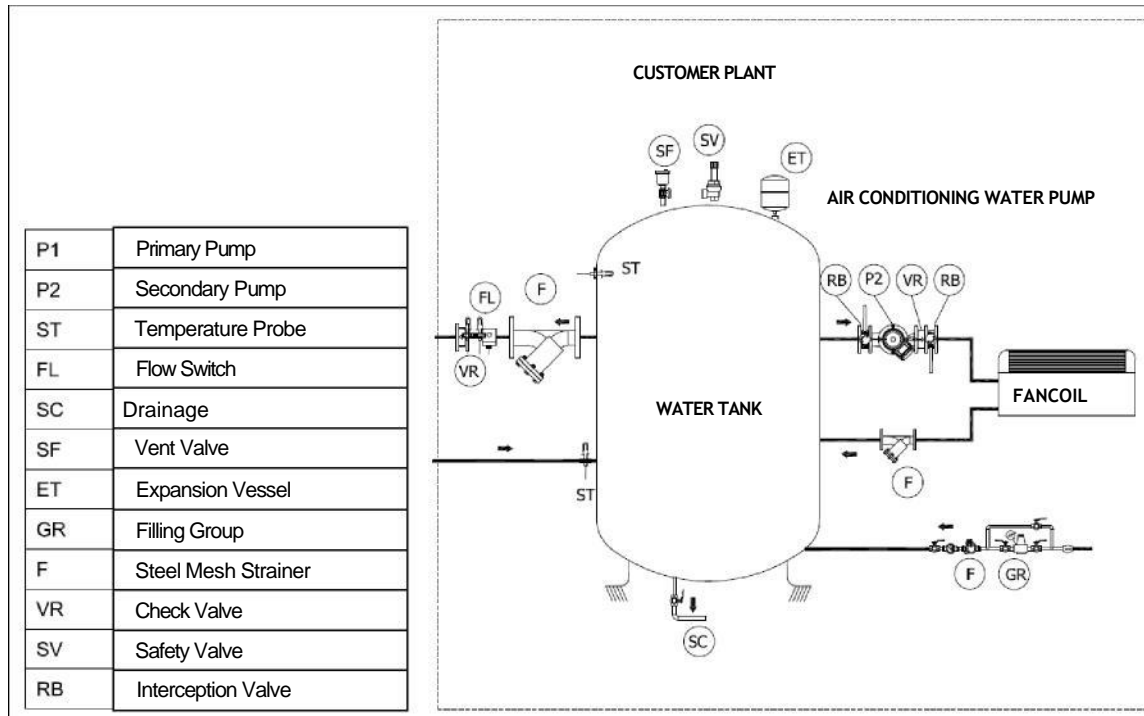 CUSTOMER PLANT
SF
SV
ET
AIR CONDITIONING WATER PUMP
P1 Primary Pump
P2 Secondary Pump
ST Temperature Probe
FL Flow Switch
SC Drainage
SF Vent Valve
ET Expansion Vessel
GR Filling Group
F Steel Mesh Strainer
VR Check Valve
SV Safety Valve
RB Interception Valve
ST
FL
F
VR
RB
P2
VR
RB
WATER TANK
FANCOIL
F
ST
F
GR
SC